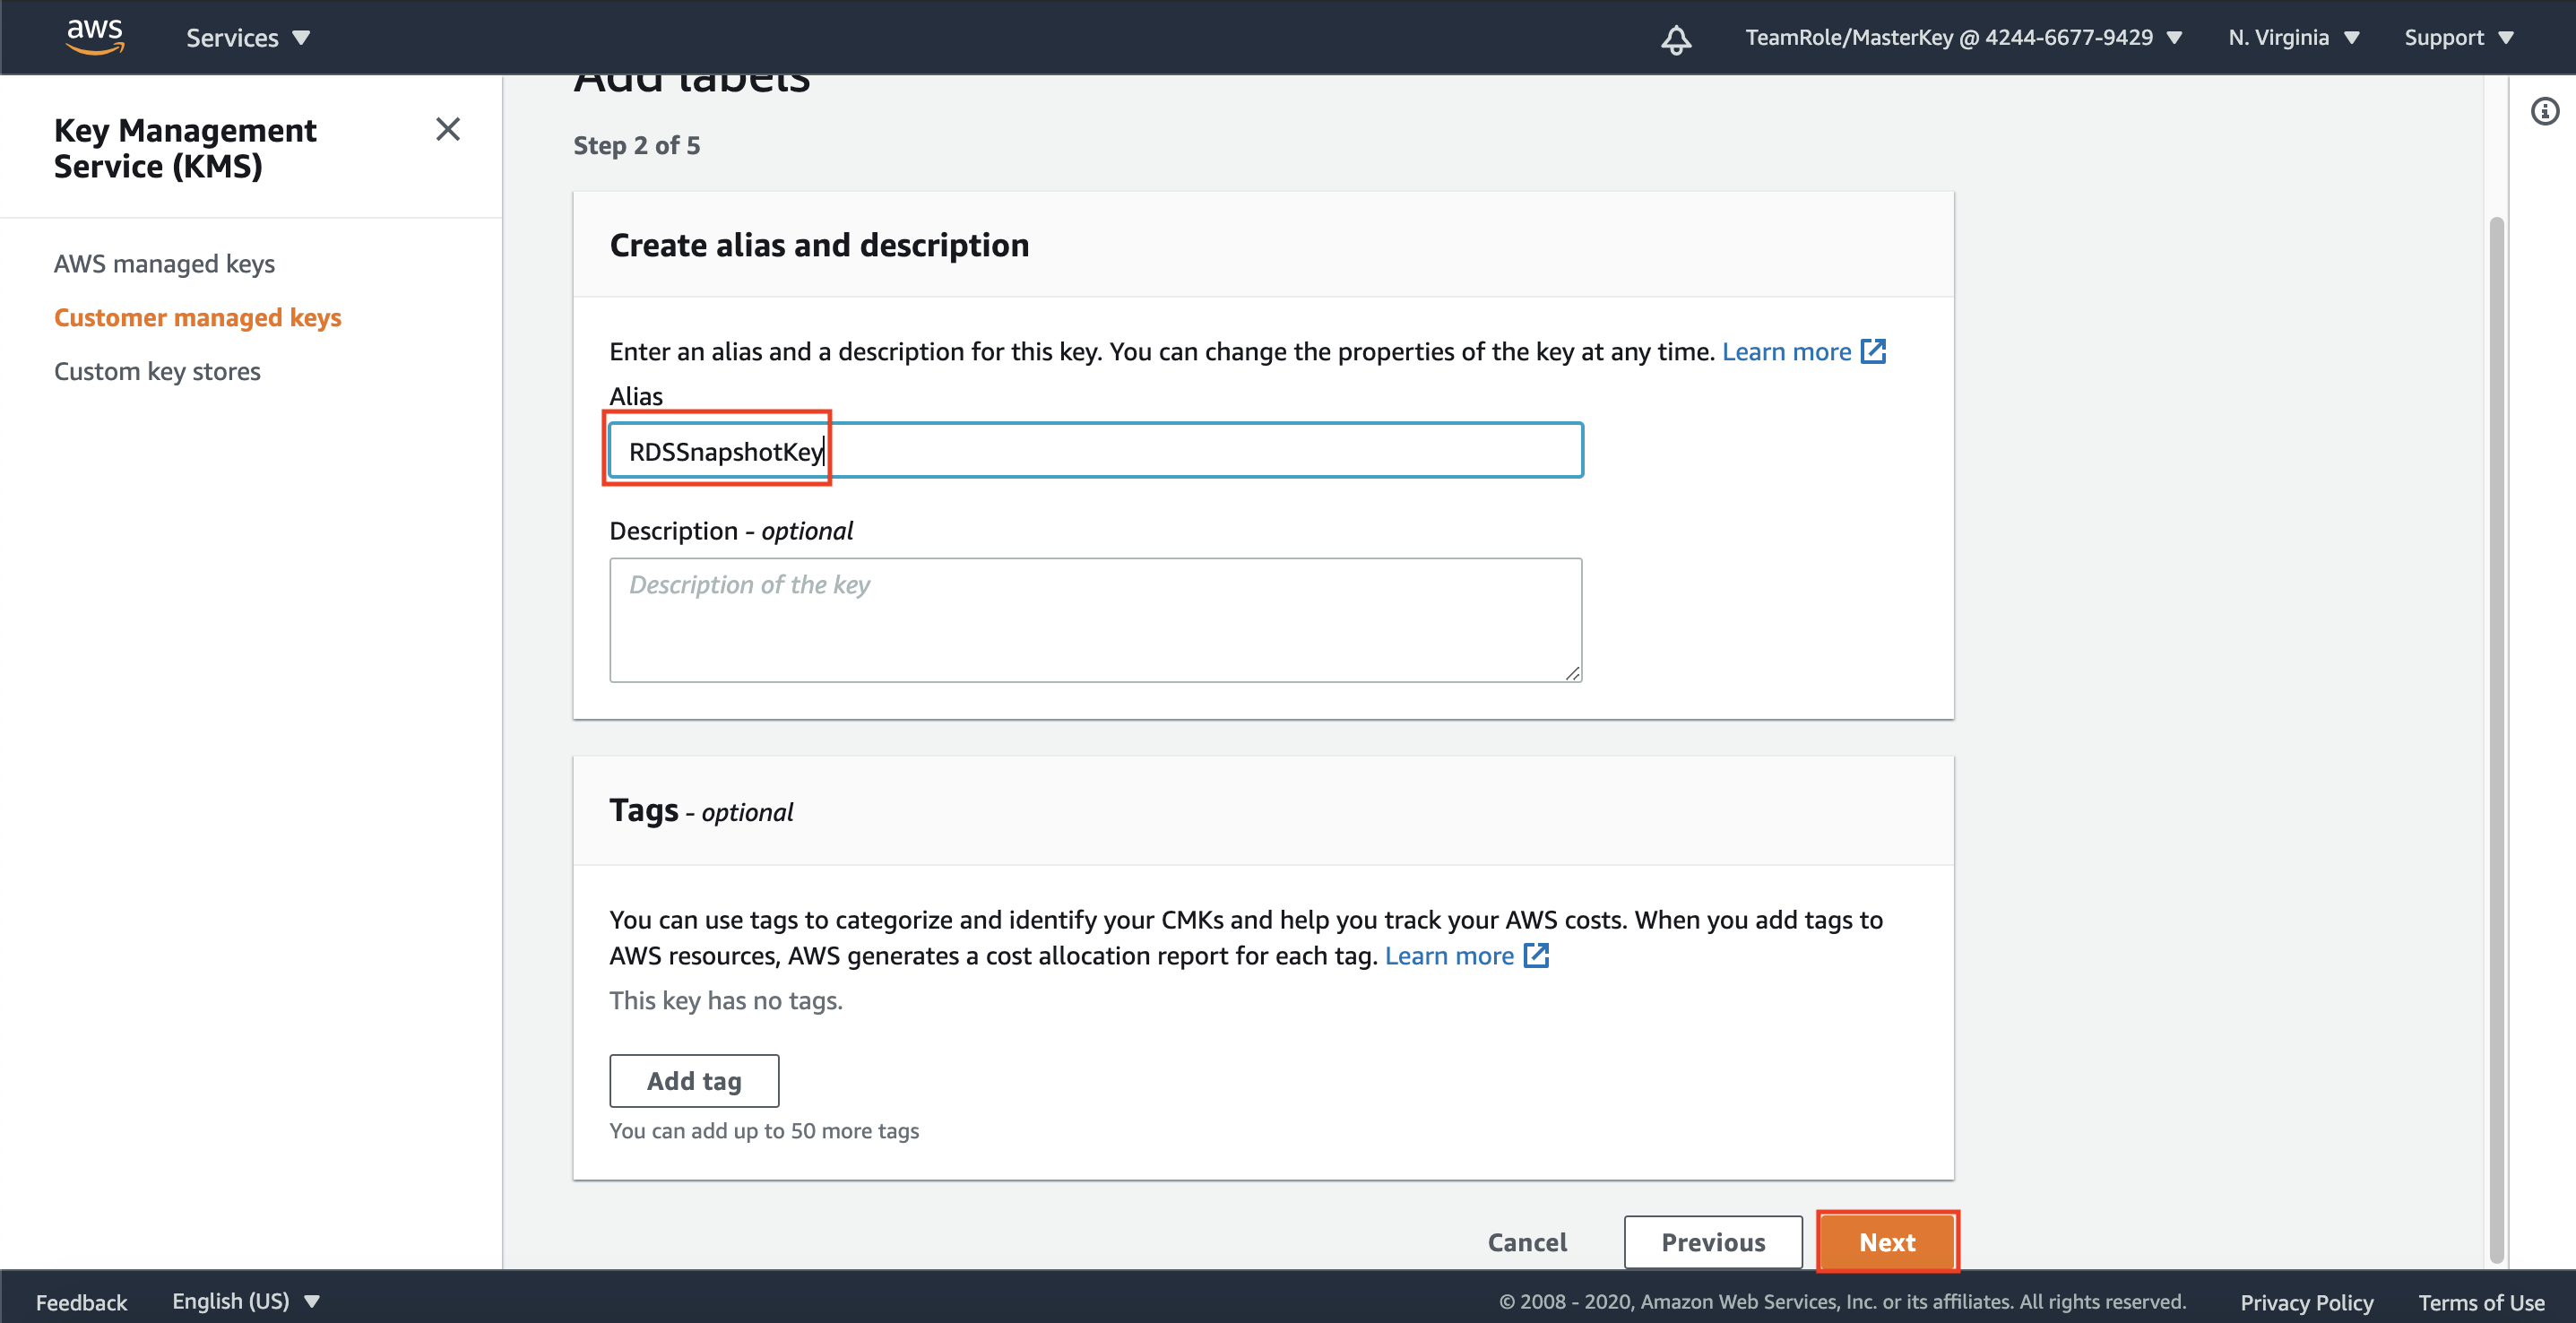 aws
Services
TeamRole/MasterKey @ 4244-6677-9429
N. Virginia
Support
Key Management
Service (KMS)
AWS managed keys
Customer managed keys
Custom key stores
Add labels
Step 2 of 5
Create alias and description
Enter an alias and a description for this key. You can change the properties of the key at any time. Learn more
Alias
RDSSnapshotKey
Description - optional
Description of the key
Tags - optional
You can use tags to categorize and identify your CMKs and help you track your AWS costs. When you add tags to
AWS resources, AWS generates a cost allocation report for each tag. Learn more
This key has no tags.
Add tag
You can add up to 50 more tags
Cancel
Previous
Next
Feedback
English (US)
© 2008 - 2020, Amazon Web Services, Inc. or its affiliates. All rights reserved.
Privacy Policy
Terms of Use